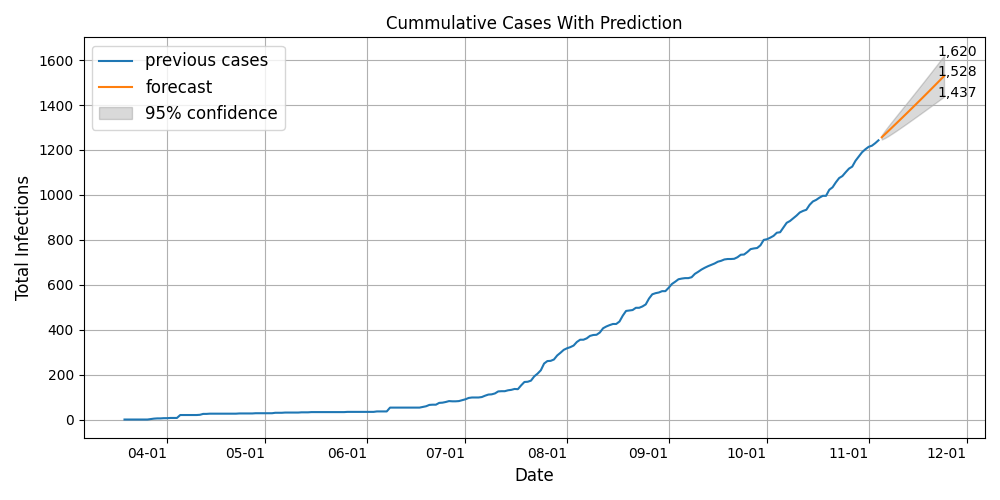 Cummulative Cases With Prediction
previous cases
forecast
95% confidence
1,620
1,528
1,437
1600
1400
1200
1000
800
600
400
200
0
Total Infections
04-01 05-01 06-01 07-01 08-01 09-01 10-01 11-01 12-01
Date